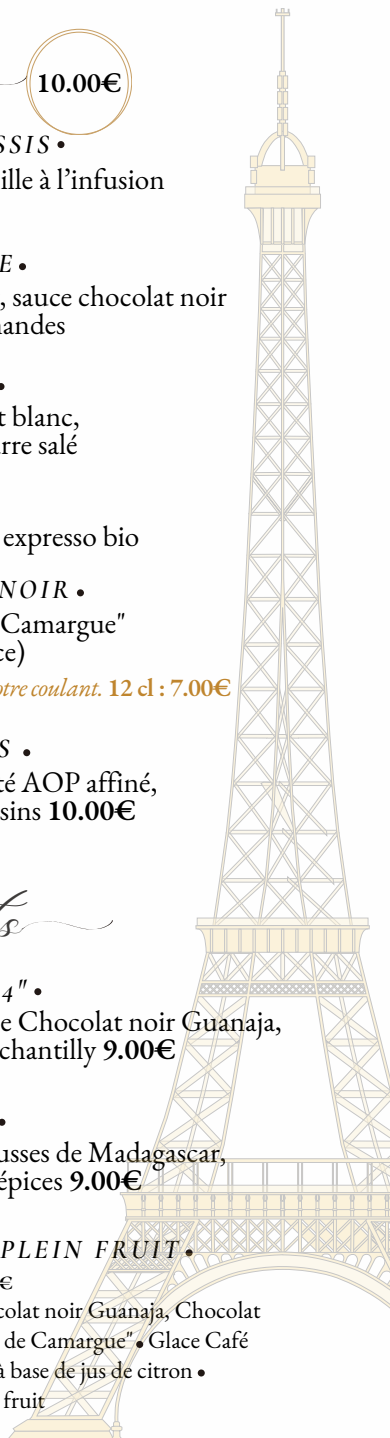 10.00€
SSIS •
ille à l’infusion
E •
, sauce chocolat noir
andes
•
t blanc,
rre salé
expresso bio
NOIR •
Camargue"
ce)
otre coulant. 12 cl : 7.00€
S •
té AOP affiné,
sins 10.00€
ts
4" •
e Chocolat noir Guanaja,
chantilly 9.00€
•
usses de Madagascar,
épices 9.00€
PLEIN FRUIT •
€
colat noir Guanaja, Chocolat
de Camargue" • Glace Café
à base de jus de citron •
fruit